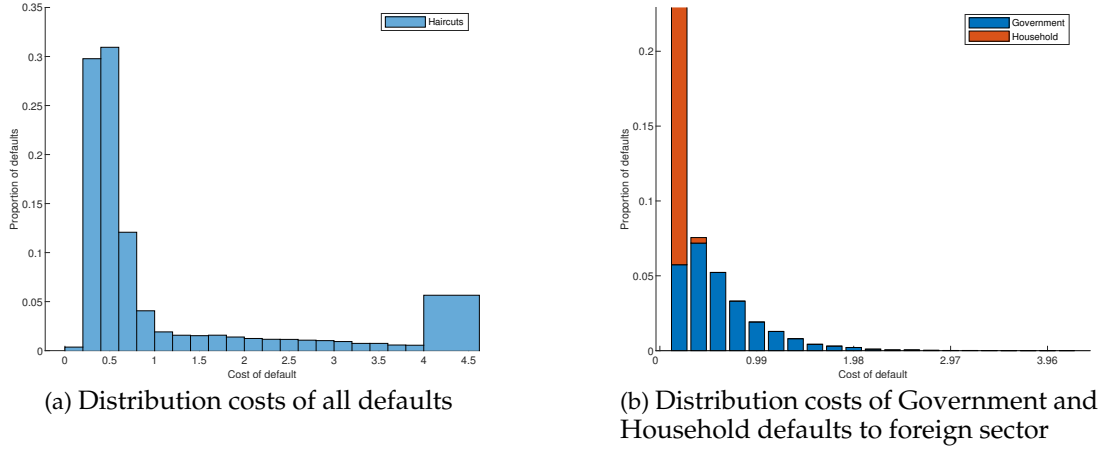 0.35
0.3
0.25
0.2
0.15
0.1
0.05
0
Proportion of defaults
Haircuts
0 0.5 1 1.5 2 2.5 3 3.5 4 4.5
Cost of default
(a) Distribution costs of all defaults
0.2
0.15
0.1
0.05
0
Proportion of defaults
Government
Household
0 0.99 1.98 2.97 3.96
Cost of default
(b) Distribution costs of Government and
Household defaults to foreign sector